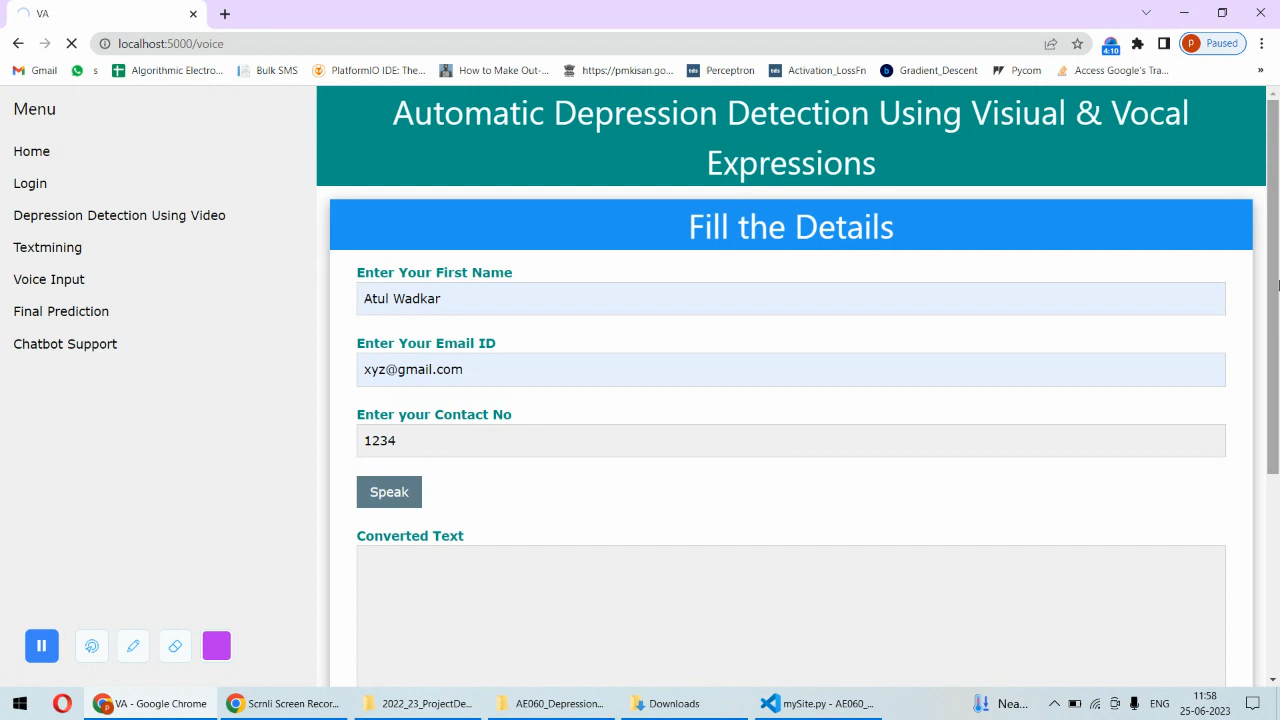 VA
localhost:5000/voice
4:10
P
Paused
Gmail
s
Algorithmic Electro...
Bulk SMS
PlatformIO IDE: The...
How to Make Out-...
https://pmkisan.go...
Perceptron
Activation_LossFn
Gradient_Descent
Pycom
Access Google's Tra...
»
Menu
Home
Login
Depression Detection Using Video
Textmining
Voice Input
Final Prediction
Chatbot Support
Automatic Depression Detection Using Visiual & Vocal
Expressions
Fill the Details
Enter Your First Name
Atul Wadkar
Enter Your Email ID
xyz@gmail.com
Enter your Contact No
1234
Speak
Converted Text
VA - Google Chrome
Scrnli Screen Recor...
2022_23_ProjectDe...
AE060_Depression...
Downloads
mySite.py - AE060_...
Nea...
ENG
11:58
25-06-2023